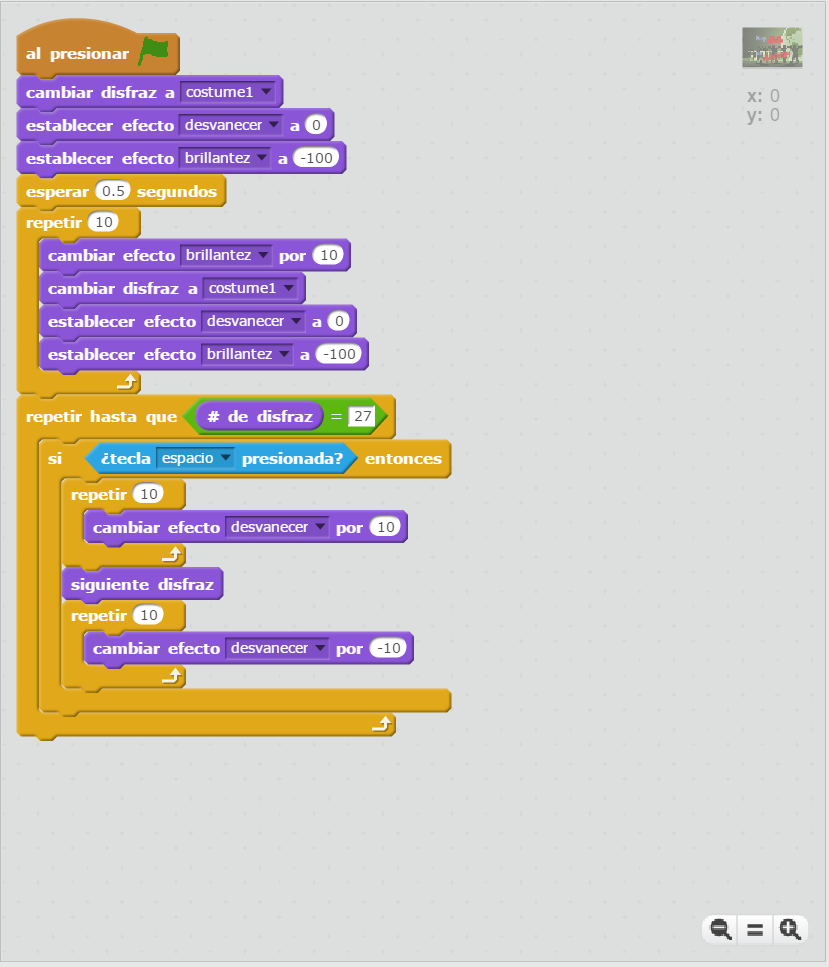 al presionar
cambiar disfraz a costume1
establecer efecto desvanecer a 0
establecer efecto brillantez a -100
esperar 0.5 segundos
repetir 10
cambiar efecto brillantez por 10
cambiar disfraz a costume1
establecer efecto desvanecer a 0
establecer efecto brillantez a -100
repetir hasta que # de disfraz = 27
si ¿tecla espacio presionada? entonces
repetir 10
cambiar efecto desvanecer por 10
siguiente disfraz
repetir 10
cambiar efecto desvanecer por -10
x: 0
y: 0